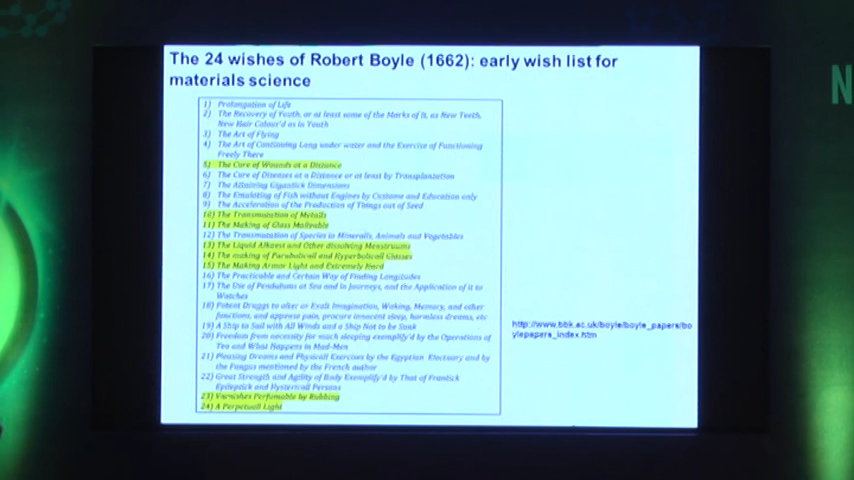 The 24 wishes of Robert Boyle (1662): early wish list for
materials science
1) Prolongation of Life
2) The Recovery of Youth, or at least some of the Marks of It, as New Teeth,
New Hair Colour'd as in Youth
3) The Art of Flying
4) The Art of Continuing Long under water and the Exercise of Functioning
Freely There
5) The Cure of Wounds at a Distance
6) The Cure of Diseases at a Distance or at least by Transplantation
7) The Attaining Gigantick Dimensions
8) The Emulating of Fish without Engines by Custome and Education only
9) The Acceleration of the Production of Things out of Seed
10) The Transmutation of Metalls
11) The Making of Glass Malleable
12) The Transmutation of Species in Mineralls, Animals and Vegetables
13) The Liquid Alkaest and Other dissolving Menstruums
14) The making of Parabolicall and Hyperbolicall Glasses
15) The Making Armor Light and Extremely Hard
16) The Practicable and Certain Way of Finding Longitudes
17) The Use of Pendulums at Sea and in Journeys, and the Application of it to
Watches
18) Potent Druggs to alter or Exalt Imagination, Waking, Memory, and other
functions, and appease pain, procure innocent sleep, harmless dreams, etc
19) A Ship to Sail with All Winds and a Ship Not to be Sunk
20) Freedom from necessity for much sleeping exemplify'd by the Operations of
Tea and What Happens in Mad-Men
21) Pleasing Dreams and Physicall Exercises by the Egyptian Electuary and by
the Fungus mentioned by the French author
22) Great Strength and Agility of Body Exemplify'd by That of Frantick
Epileptick and Hystericall Persons
23) Varnishes Perfumable by Rubbing
24) A Perpetuall Light
http://www.bbk.ac.uk/boyle/boyle_papers/bo
ylepapers_index.htm
N